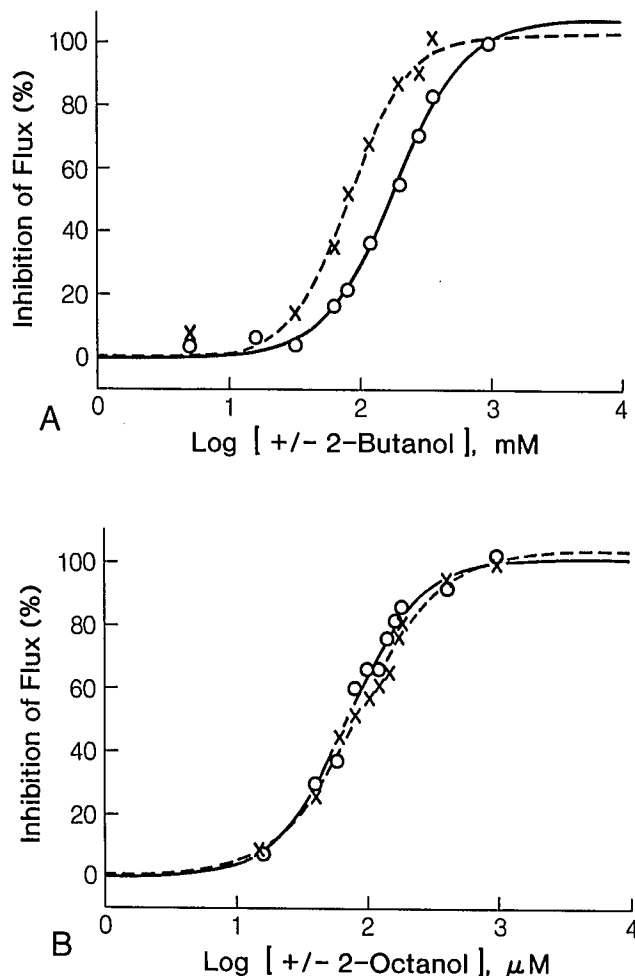 100
80
60
40
20
0
Inhibition of Flux (%)
0 1 2 3 4
A
Log [ +/- 2-Butanol ], mM
100
80
60
40
20
0
Inhibition of Flux (%)
0 1 2 3 4
B
Log [ +/- 2-Octanol ], μM